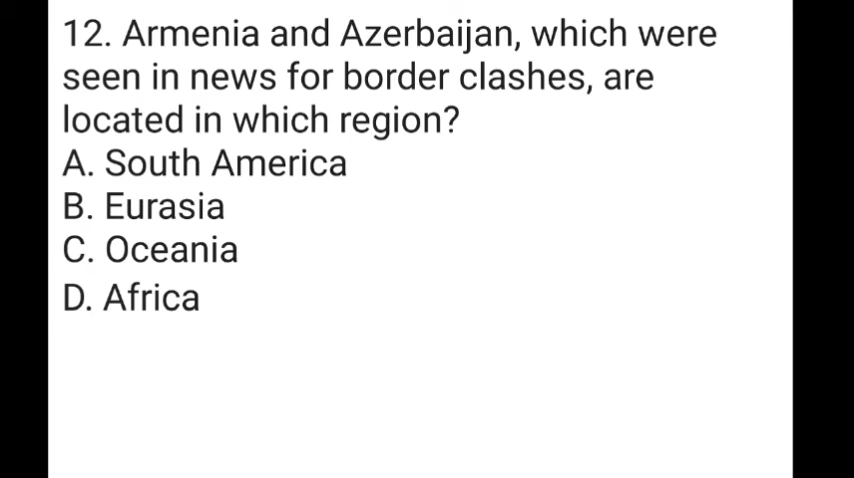 12. Armenia and Azerbaijan, which were
seen in news for border clashes, are
located in which region?
A. South America
B. Eurasia
C. Oceania
D. Africa